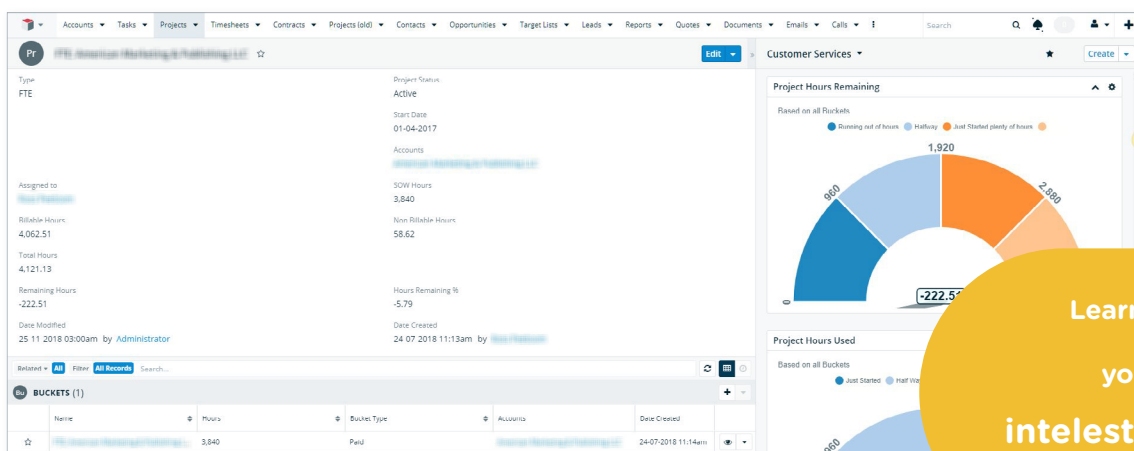 Accounts Tasks Projects Timesheets Contracts Projects (old) Contacts Opportunities Target Lists Leads Reports Quotes Documents Emails Calls Search
Pr Edit
Type
FTE
Project Status
Active
Start Date
01-04-2017
Accounts
Assigned to
SOW Hours
3,840
Billable Hours
4,062.51
Non Billable Hours
58.62
Total Hours
4,121.13
Remaining Hours
-222.51
Hours Remaining %
-5.79
Date Modified
25 11 2018 03:00am by Administrator
Date Created
24 07 2018 11:13am by
Related All Filter All Records Search...
Bu BUCKETS (1)
Name Hours Bucket Type Accounts Date Created
3,840 Paid 24-07-2018 11:14am
Customer Services Create
Project Hours Remaining
Based on all Buckets
Running out of hours Halfway Just Started plenty of hours
0 960 1,920 2,880
-222.5
Project Hours Used
Based on all Buckets
Just Started Half Wa
960
Learn
yo
intelest